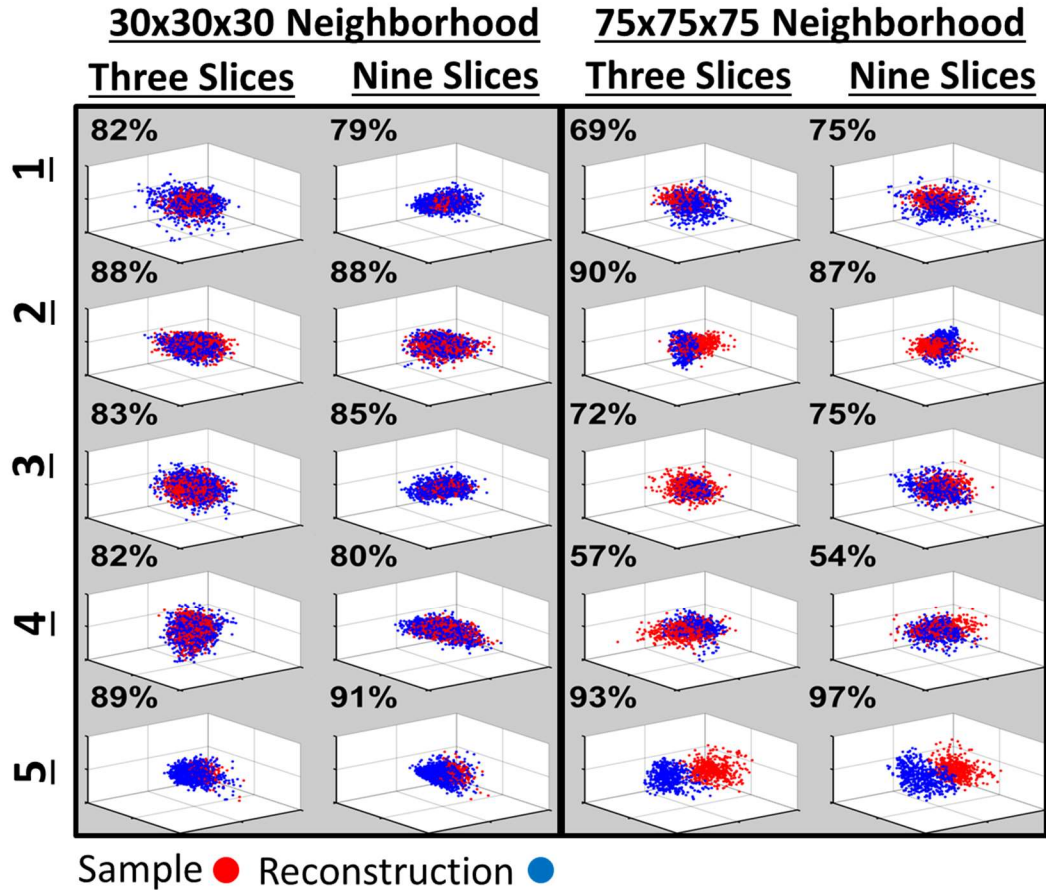 30x30x30 Neighborhood 75x75x75 Neighborhood
Three Slices Nine Slices Three Slices Nine Slices
1 82% 79% 69% 75%
2 88% 88% 90% 87%
3 83% 85% 72% 75%
4 82% 80% 57% 54%
5 89% 91% 93% 97%
Sample Reconstruction